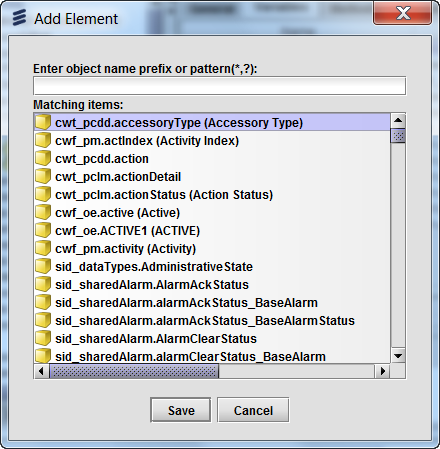 Add Element
Enter object name prefix or pattern(*,?):
Matching items:
cwt_pcdd.accessoryType (Accessory Type)
cwf_pm.actIndex (Activity Index)
cwt_pcdd.action
cwt_pclm.actionDetail
cwt_pclm.actionStatus (Action Status)
cwf_oe.active (Active)
cwf_oe.ACTIVE1 (ACTIVE)
cwf_pm.activity (Activity)
sid_dataTypes.AdministrativeState
sid_sharedAlarm.AlarmAckStatus
sid_sharedAlarm.alarmAckStatus_BaseAlarm
sid_sharedAlarm.alarmAckStatus_BaseAlarmStatus
sid_sharedAlarm.AlarmClearStatus
sid_sharedAlarm.alarmClearStatus_BaseAlarm
Save Cancel